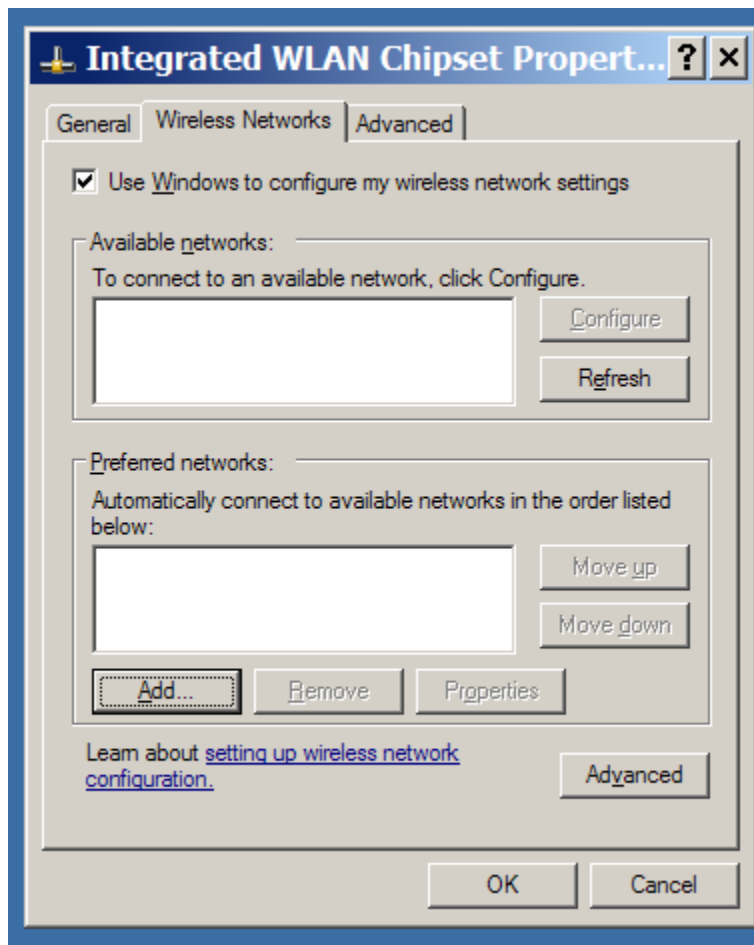 Integrated WLAN Chipset Propert...
General Wireless Networks Advanced
Use Windows to configure my wireless network settings
Available networks:
To connect to an available network, click Configure.
Configure
Refresh
Preferred networks:
Automatically connect to available networks in the order listed
below:
Move up
Move down
Add... Remove Properties
Learn about setting up wireless network
configuration.
Advanced
OK Cancel